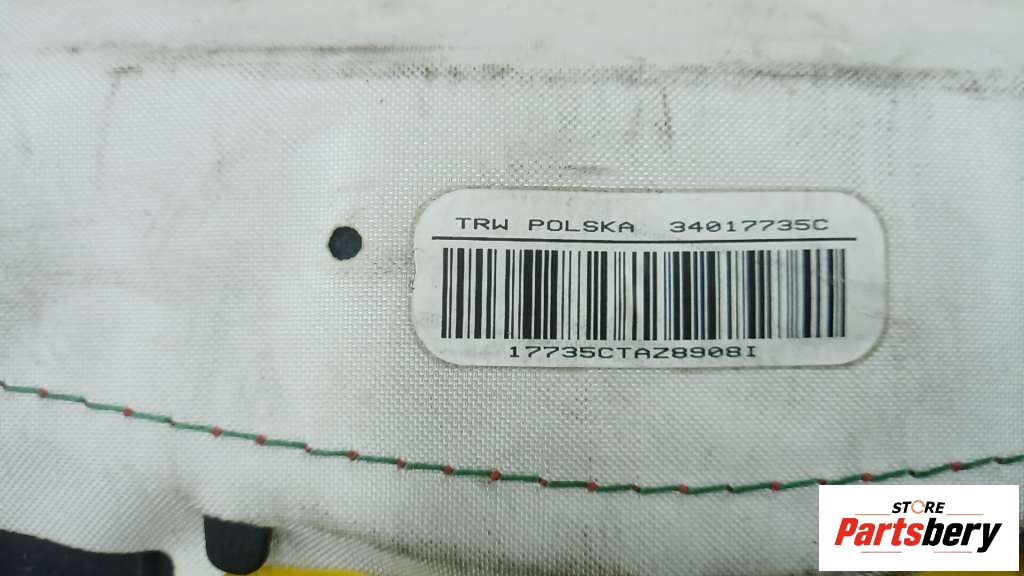 TRW POLSKA 34017735C
17735CTAZ8908I
STORE
Partsbery